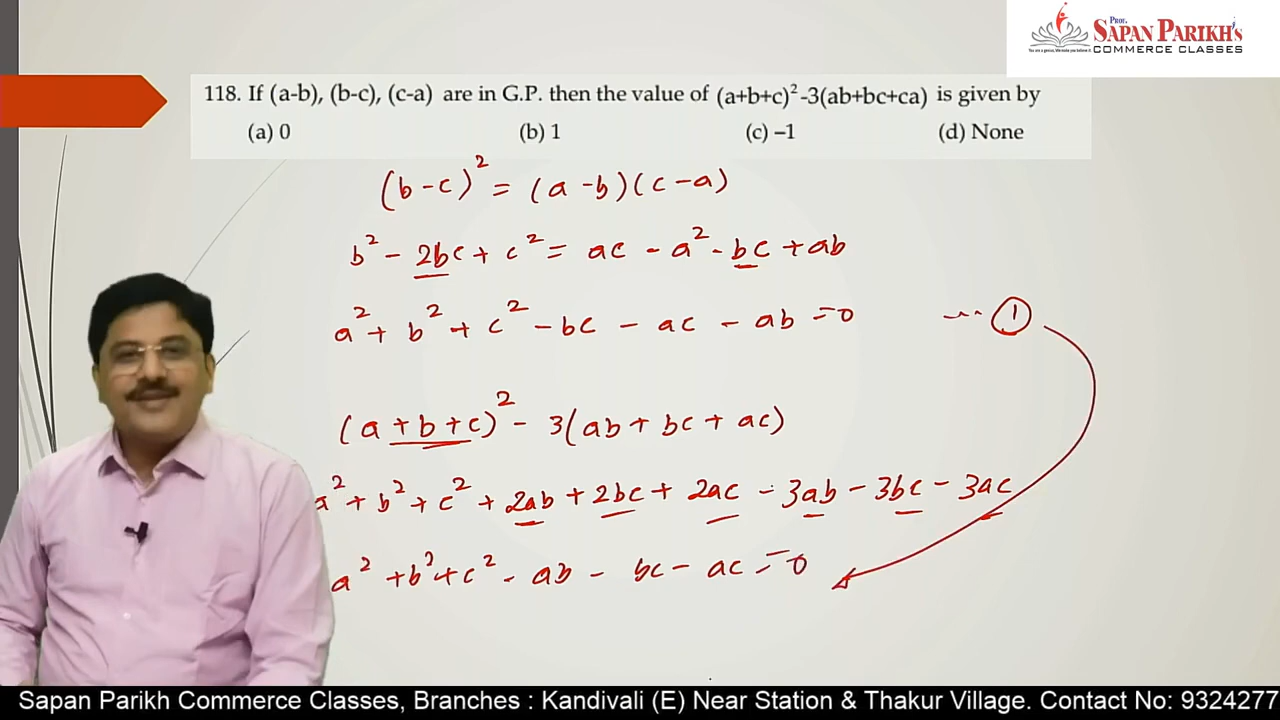 PROF.
SAPAN PARIKH's
COMMERCE CLASSES
118. If (a-b), (b-c), (c-a) are in G.P. then the value of (a+b+c)²-3(ab+bc+ca) is given by
(a) 0 (b) 1 (c) –1 (d) None
(b-c)² = (a-b)(c-a)
b² - 2bc + c² = ac - a² - bc + ab
a² + b² + c² - bc - ac - ab = 0 ... 1
(a+b+c)² - 3(ab + bc + ac)
a² + b² + c² + 2ab + 2bc + 2ac - 3ab - 3bc - 3ac
a² + b² + c² - ab - bc - ac = 0
Sapan Parikh Commerce Classes, Branches : Kandivali (E) Near Station & Thakur Village. Contact No: 9324277